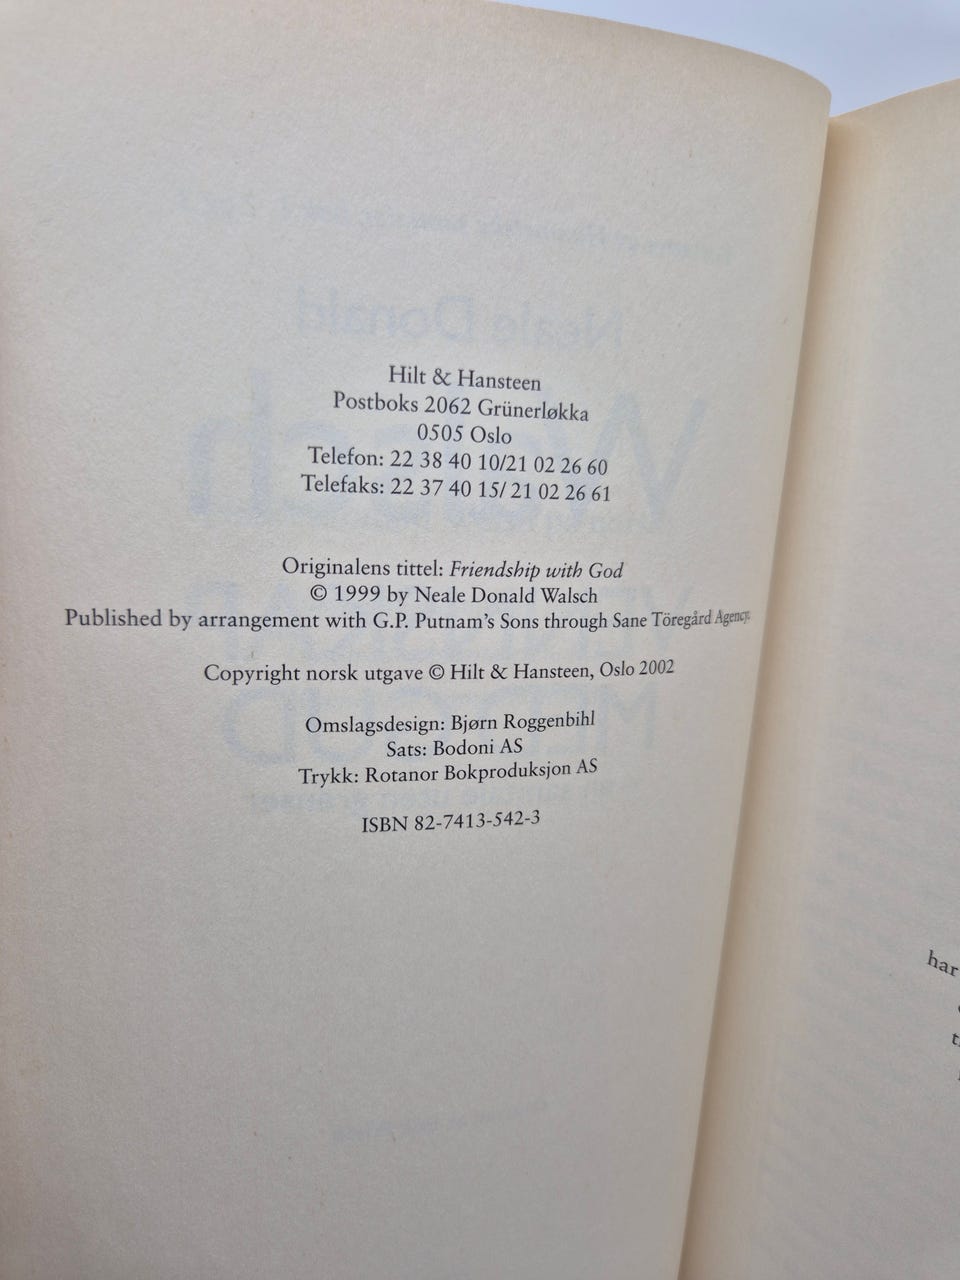 Hilt & Hansteen
Postboks 2062 Grünerløkka
0505 Oslo
Telefon: 22 38 40 10/21 02 26 60
Telefaks: 22 37 40 15/ 21 02 26 61
Originalens tittel: Friendship with God
© 1999 by Neale Donald Walsch
Published by arrangement with G.P. Putnam's Sons through Sane Töregård Agency.
Copyright norsk utgave © Hilt & Hansteen, Oslo 2002
Omslagsdesign: Bjørn Roggenbihl
Sats: Bodoni AS
Trykk: Rotanor Bokproduksjon AS
ISBN 82-7413-542-3
har